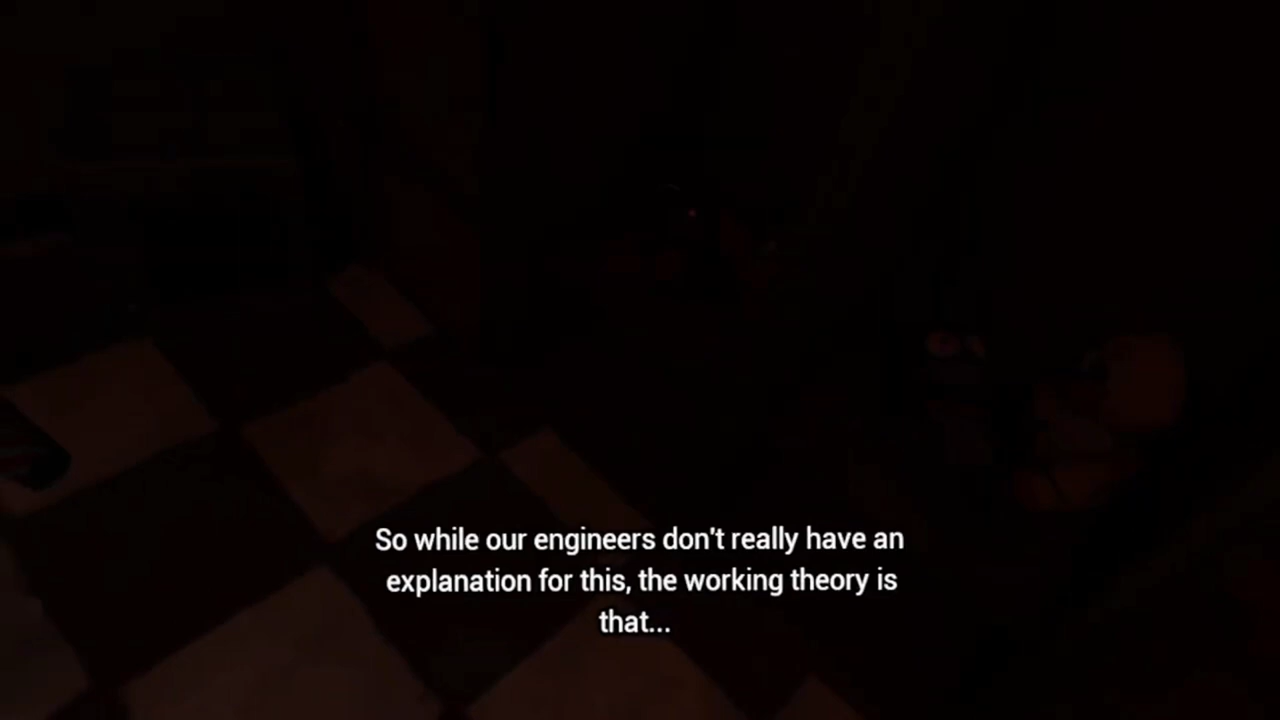 So while our engineers don't really have an
explanation for this, the working theory is
that...